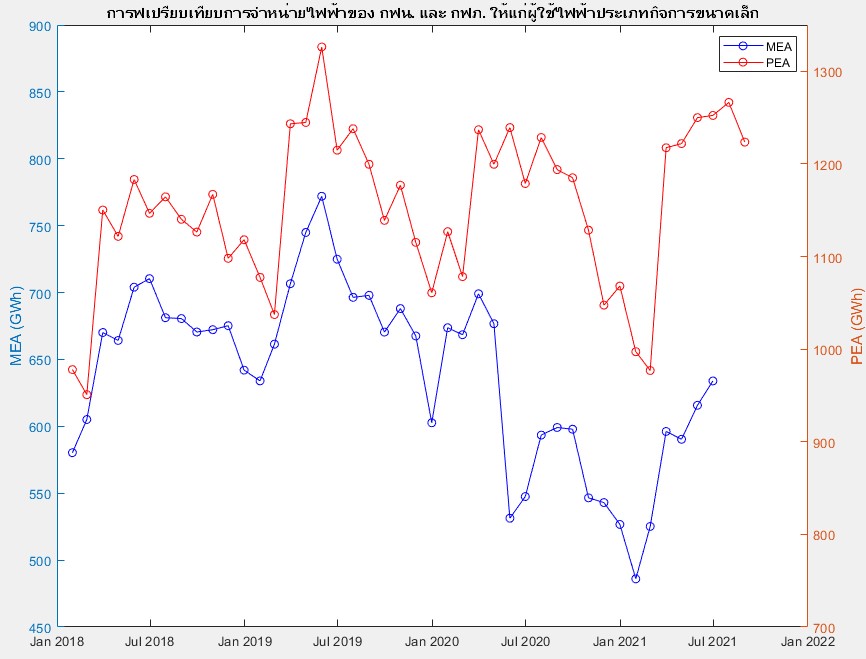 การฟเปรียบเทียบการจำหน่ายไฟฟ้าของ กฟน. และ กฟภ. ให้แก่ผู้ใช้ไฟฟ้าประเภทกิจการขนาดเล็ก
MEA
PEA
900
850
800
750
700
650
600
550
500
450
MEA (GWh)
1300
1200
1100
1000
900
800
700
PEA (GWh)
Jan 2018
Jul 2018
Jan 2019
Jul 2019
Jan 2020
Jul 2020
Jan 2021
Jul 2021
Jan 2022